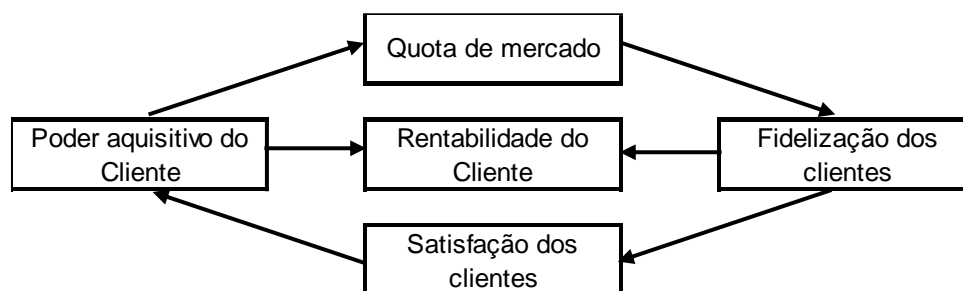 Quota de mercado
Poder aquisitivo do
Cliente
Rentabilidade do
Cliente
Fidelização dos
clientes
Satisfação dos
clientes